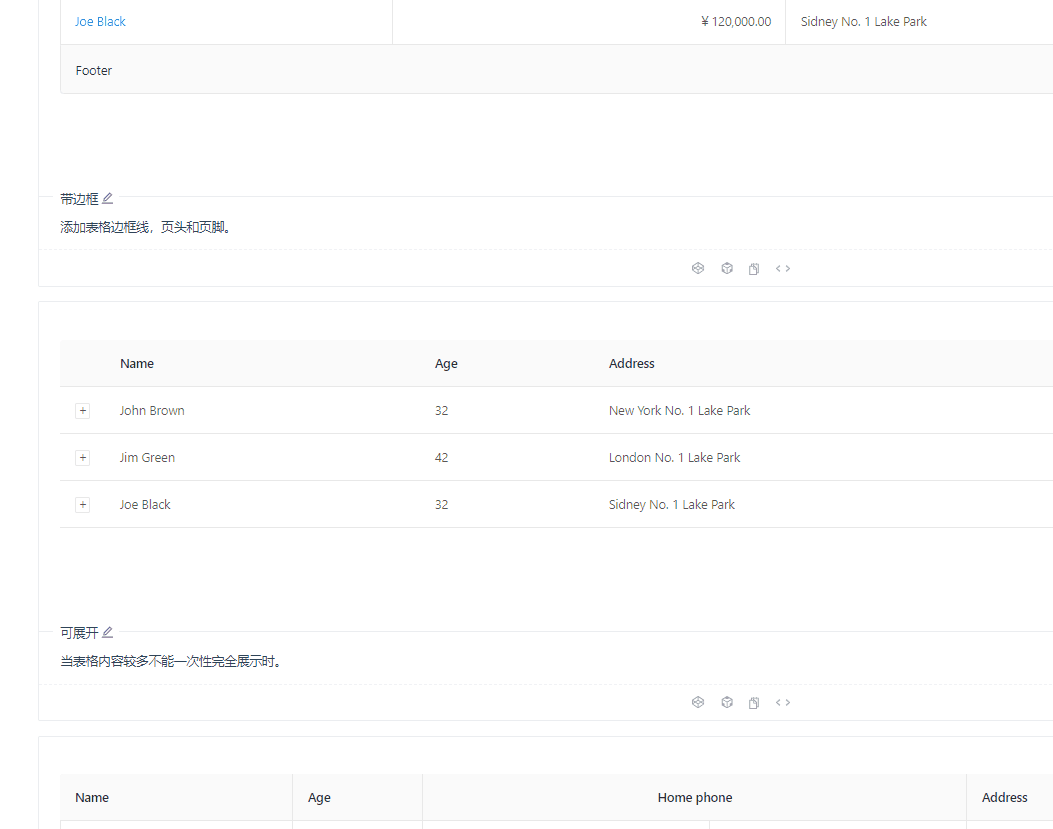 Joe Black ¥ 120,000.00 Sidney No. 1 Lake Park
Footer
带边框
添加表格边框线，页头和页脚。
Name Age Address
+ John Brown 32 New York No. 1 Lake Park
+ Jim Green 42 London No. 1 Lake Park
+ Joe Black 32 Sidney No. 1 Lake Park
可展开
当表格内容较多不能一次性完全展示时。
Name Age Home phone Address